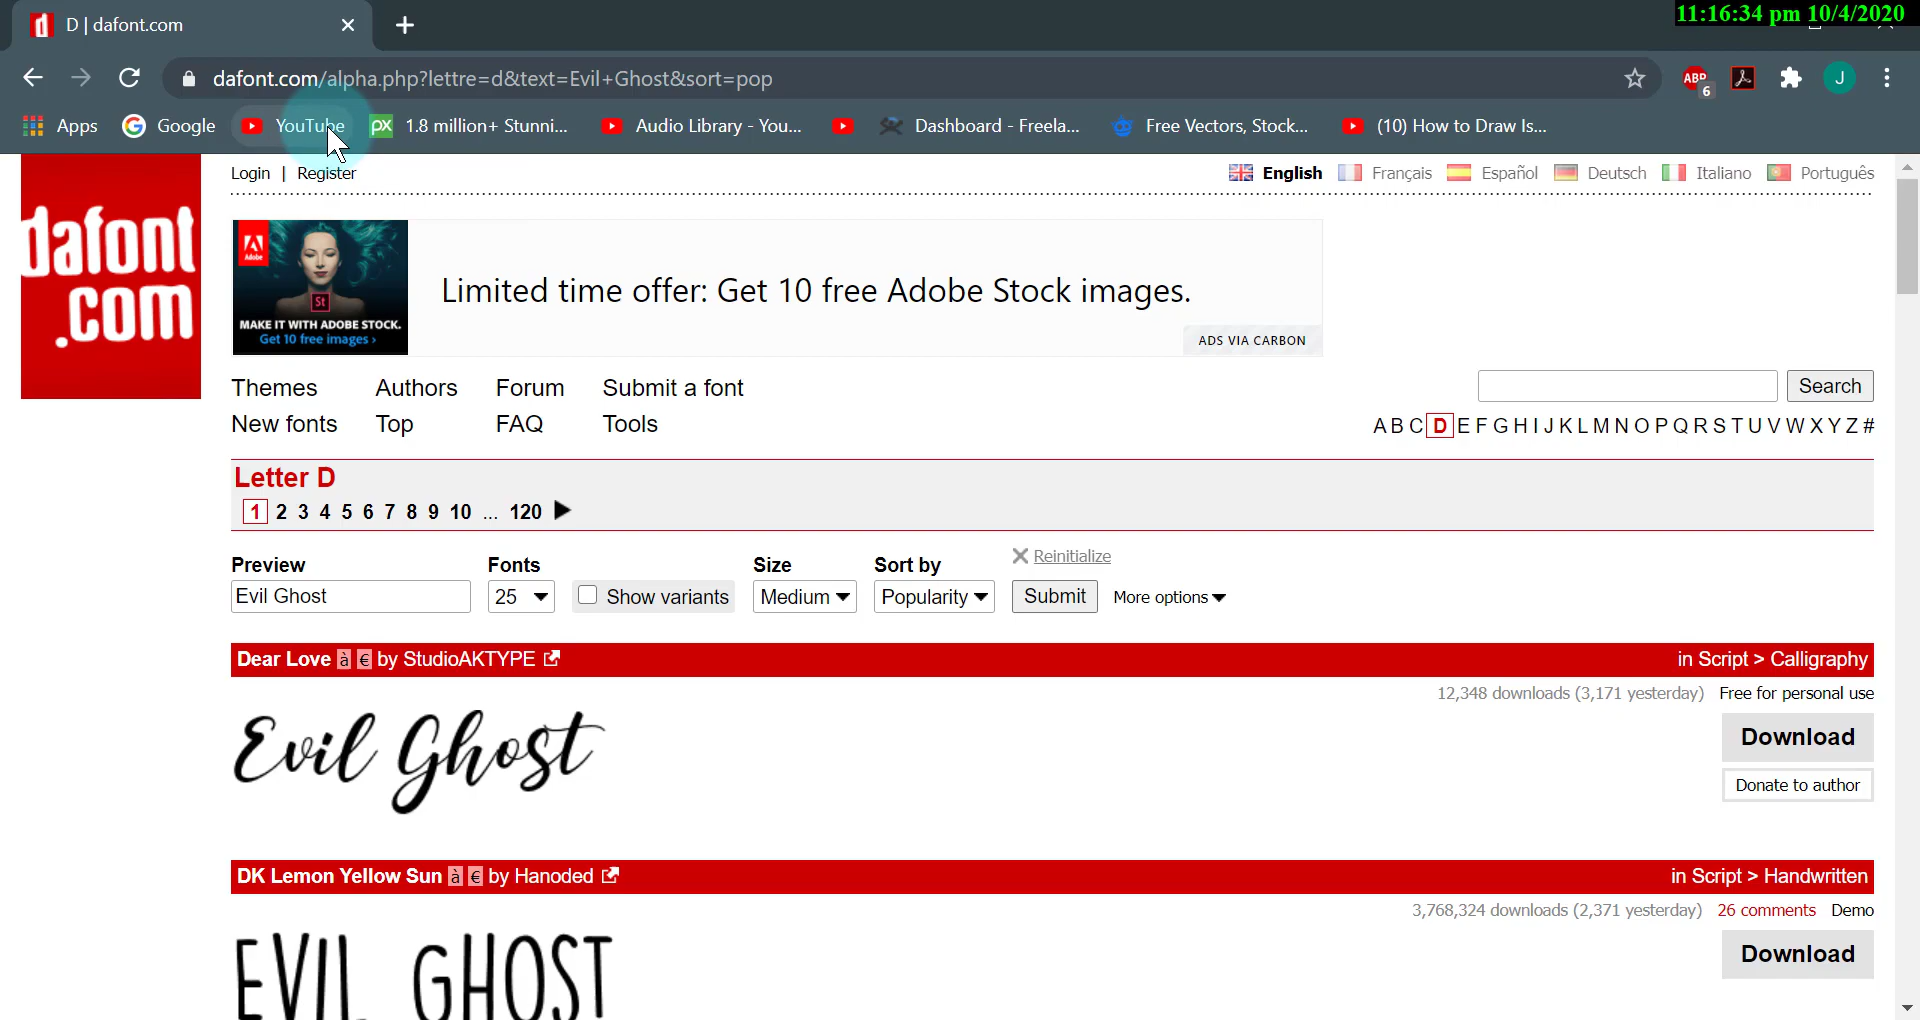 11:16:34 pm 10/4/2020
D | dafont.com
dafont.com/alpha.php?lettre=d&text=Evil+Ghost&sort=pop
ABP 6
J
Apps Google YouTube px 1.8 million+ Stunni... Audio Library - You... Dashboard - Freela... Free Vectors, Stock... (10) How to Draw Is...
Login | Register
English Français Español Deutsch Italiano Português
dafont
.com
Adobe
St
MAKE IT WITH ADOBE STOCK.
Get 10 free images ›
Limited time offer: Get 10 free Adobe Stock images.
ADS VIA CARBON
Themes Authors Forum Submit a font
Search
New fonts Top FAQ Tools
A B C D E F G H I J K L M N O P Q R S T U V W X Y Z #
Letter D
1 2 3 4 5 6 7 8 9 10 ... 120
Reinitialize
Preview Fonts Size Sort by
Evil Ghost 25 Show variants Medium Popularity Submit More options
Dear Love à € by StudioAKTYPE
in Script > Calligraphy
12,348 downloads (3,171 yesterday) Free for personal use
Evil Ghost
Download
Donate to author
DK Lemon Yellow Sun à € by Hanoded
in Script > Handwritten
3,768,324 downloads (2,371 yesterday) 26 comments Demo
EVIL GHOST
Download